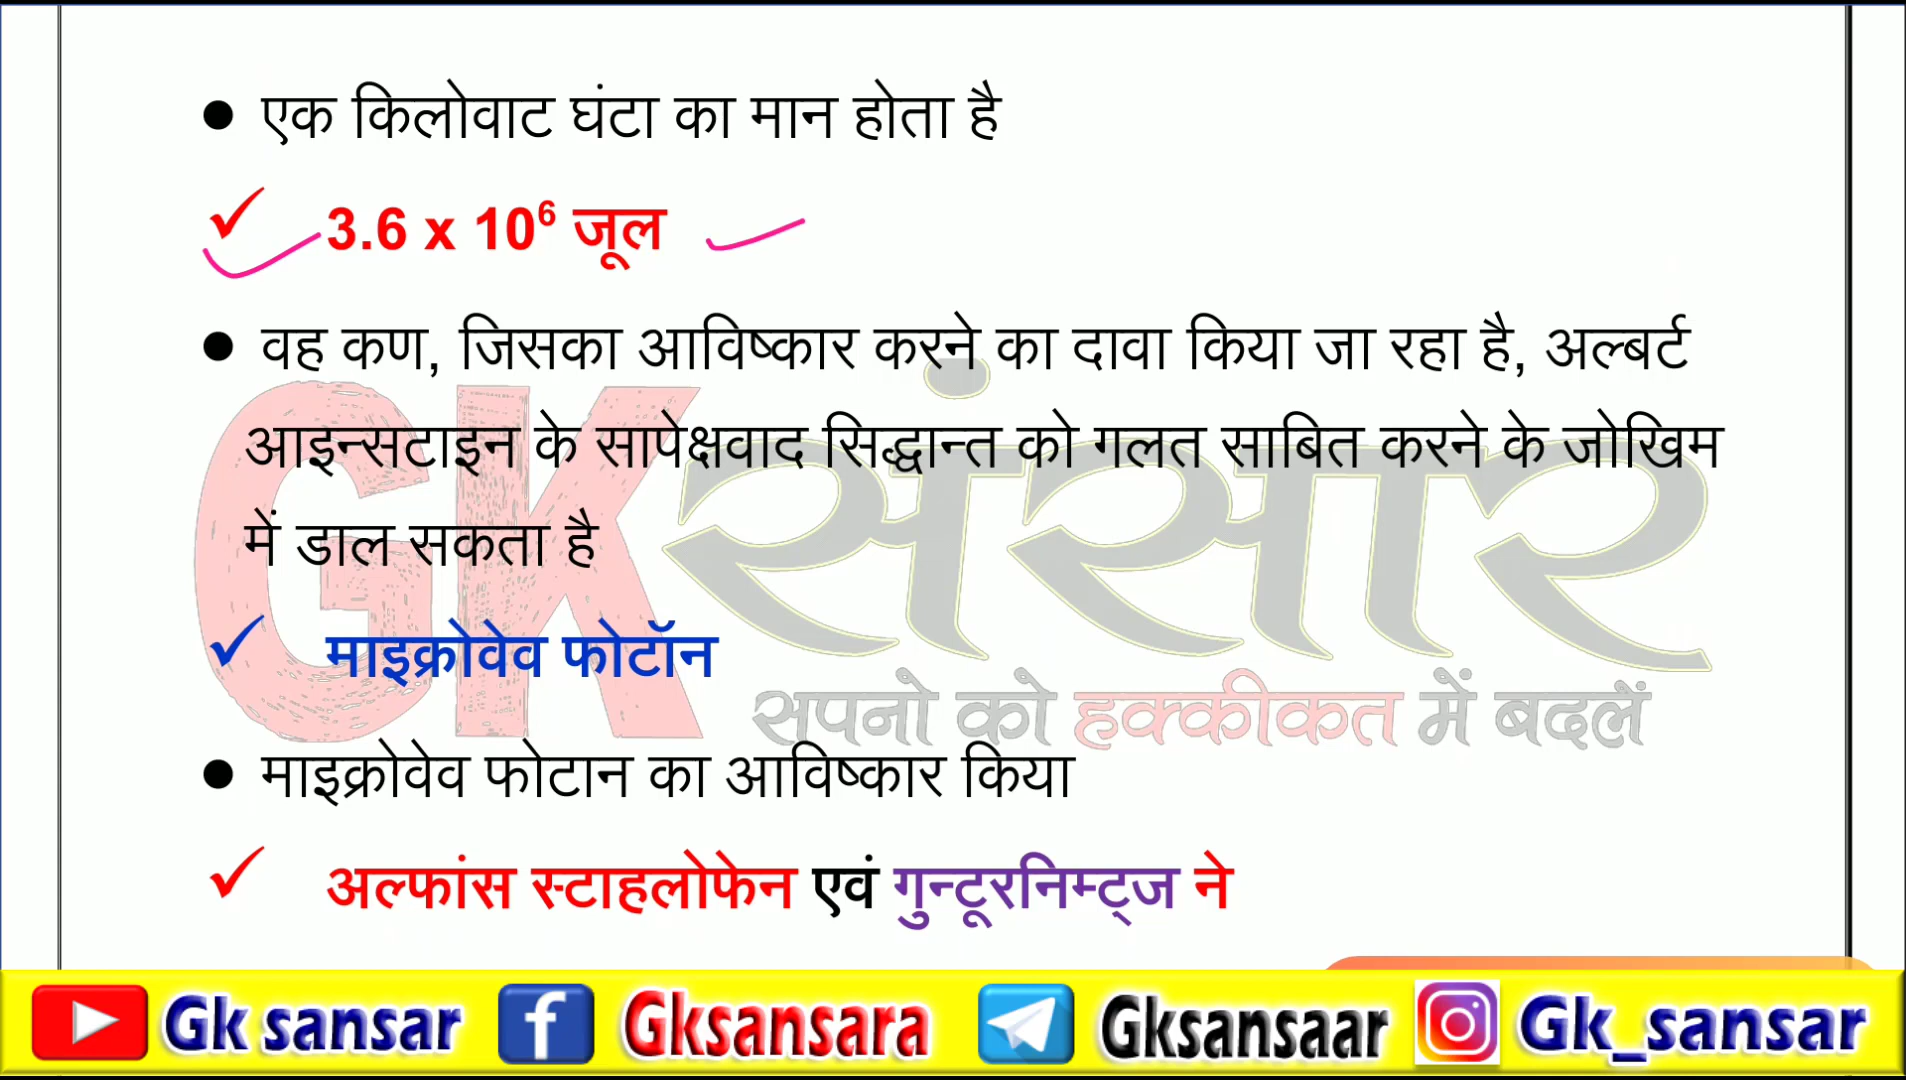 ● एक किलोवाट घंटा का मान होता है
✓ 3.6 x 10⁶ जूल
● वह कण, जिसका आविष्कार करने का दावा किया जा रहा है, अल्बर्ट
आइन्सटाइन के सापेक्षवाद सिद्धान्त को गलत साबित करने के जोखिम
में डाल सकता है
GK संसार
✓ माइक्रोवेव फोटॉन
सपनो को हक्कीकत में बदलें
● माइक्रोवेव फोटान का आविष्कार किया
✓ अल्फांस स्टाहलोफेन एवं गुन्टूरनिम्ट्ज ने
Gk sansar Gksansara Gksansaar Gk_sansar